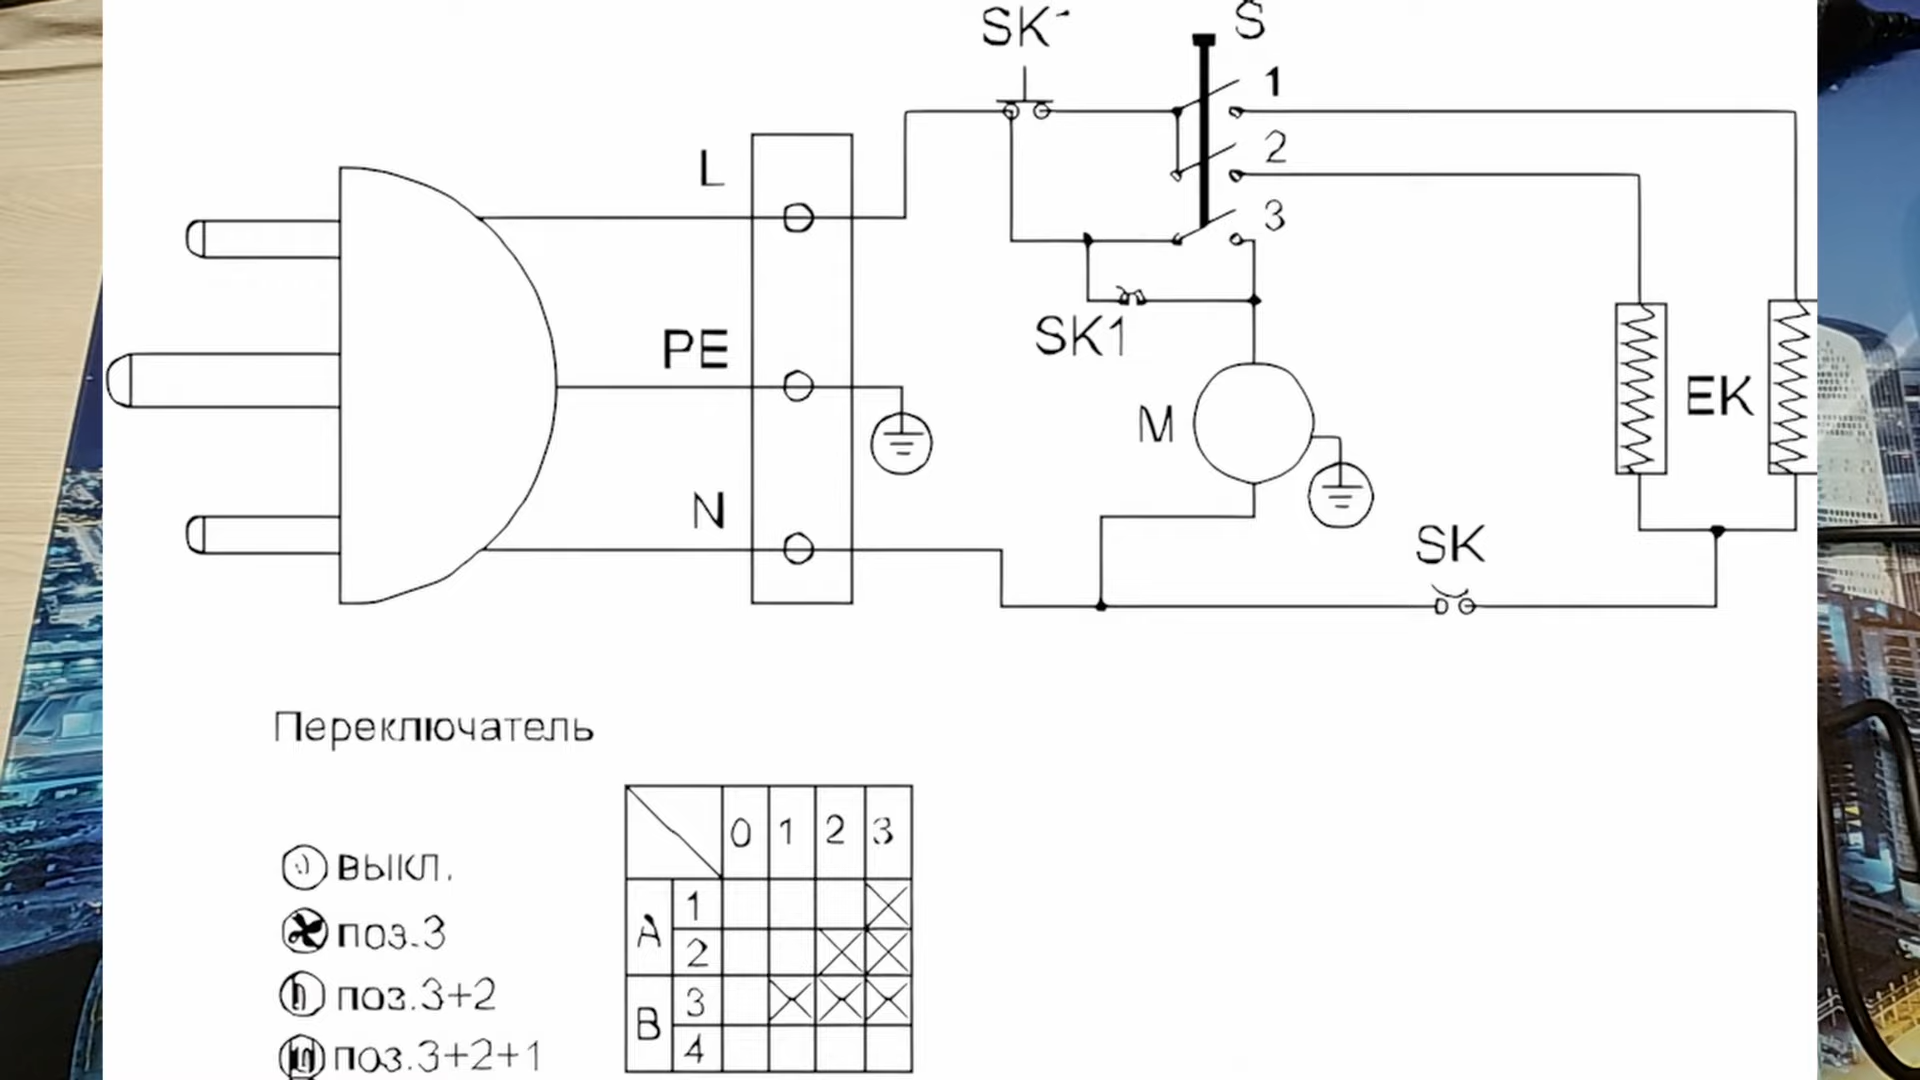 SK1
S
1
2
3
L
SK1
PE
EK
M
N
SK
Переключатель
0 1 2 3
A 1
2
B 3
4
выкл.
поз.3
поз.3+2
поз.3+2+1